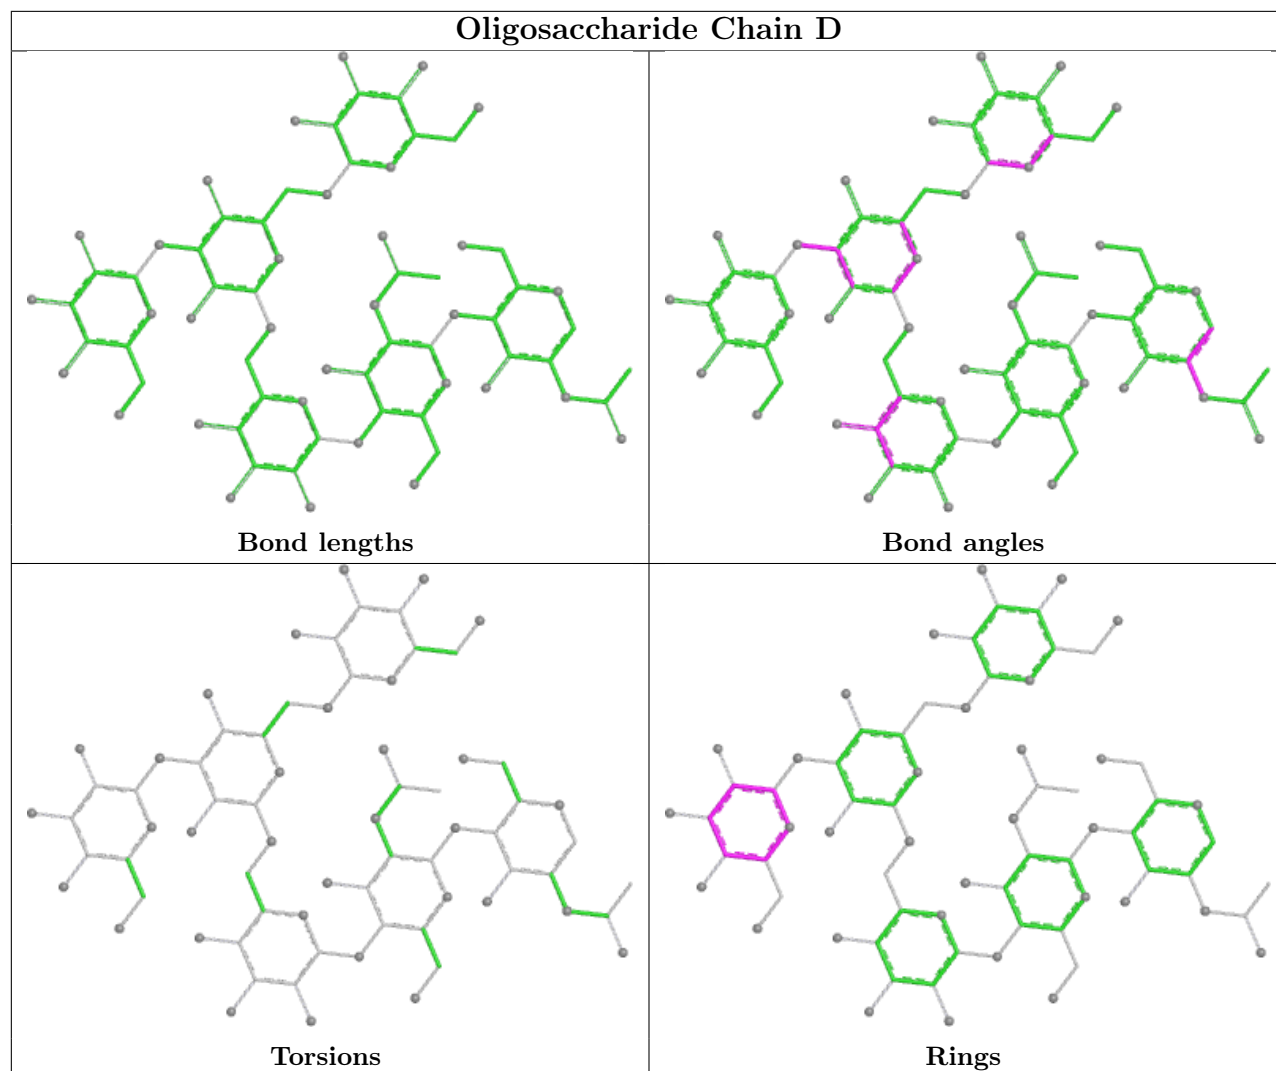 Oligosaccharide Chain D
Bond lengths
Bond angles
Torsions
Rings